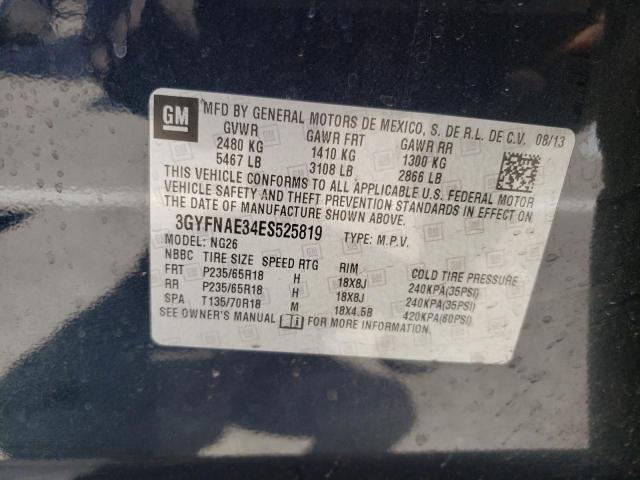 GM MFD BY GENERAL MOTORS DE MEXICO, S. DE R.L. DE C.V. 08/13
GVWR GAWR FRT GAWR RR
2480 KG 1410 KG 1300 KG
5467 LB 3108 LB 2866 LB
THIS VEHICLE CONFORMS TO ALL APPLICABLE U.S. FEDERAL MOTOR
VEHICLE SAFETY AND THEFT PREVENTION STANDARDS IN EFFECT ON
THE DATE OF MANUFACTURE SHOWN ABOVE.
3GYFNAE34ES525819 TYPE: M.P.V.
MODEL: NG26
NBBC TIRE SIZE SPEED RTG RIM COLD TIRE PRESSURE
FRT P235/65R18 H 18X8J 240KPA(35PSI)
RR P235/65R18 H 18X8J 240KPA(35PSI)
SPA T135/70R18 M 18X4.5B 420KPA(60PSI)
SEE OWNER'S MANUAL FOR MORE INFORMATION.